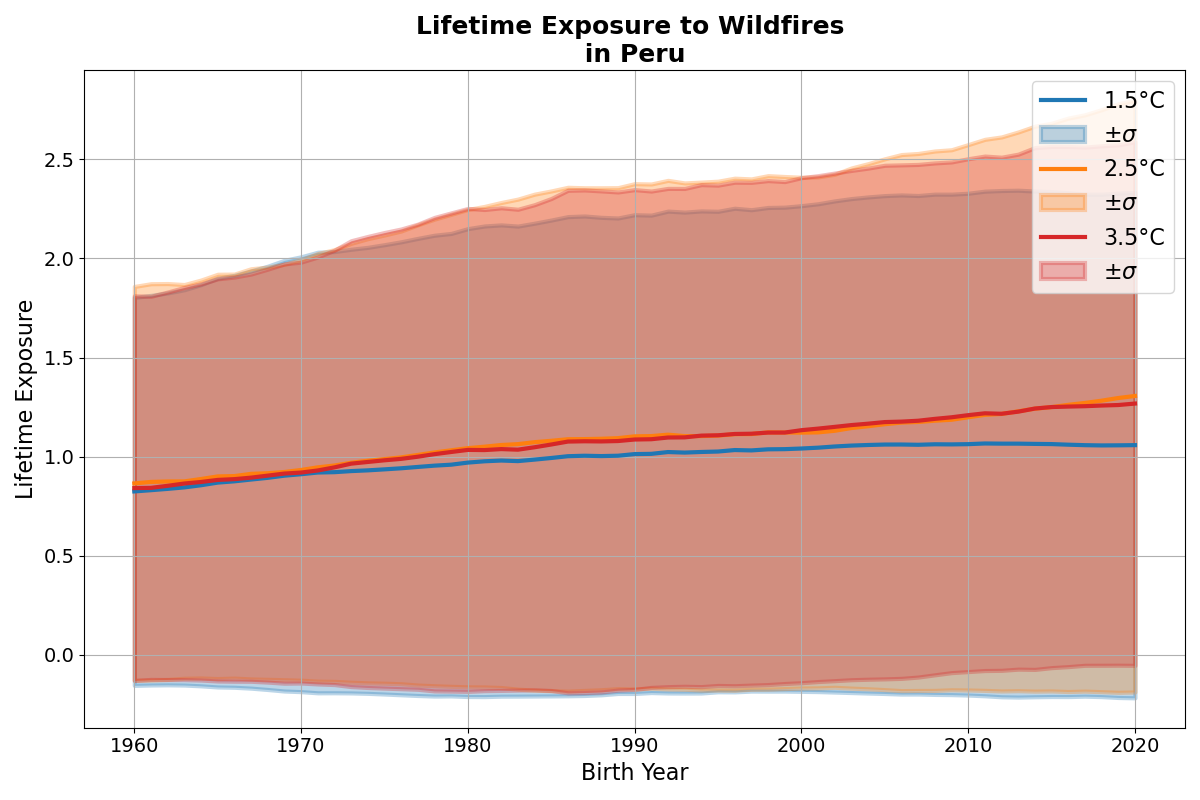 Lifetime Exposure to Wildfires
in Peru
Lifetime Exposure
2.5
2.0
1.5
1.0
0.5
0.0
1960
1970
1980
1990
2000
2010
2020
Birth Year
1.5°C
±σ
2.5°C
±σ
3.5°C
±σ